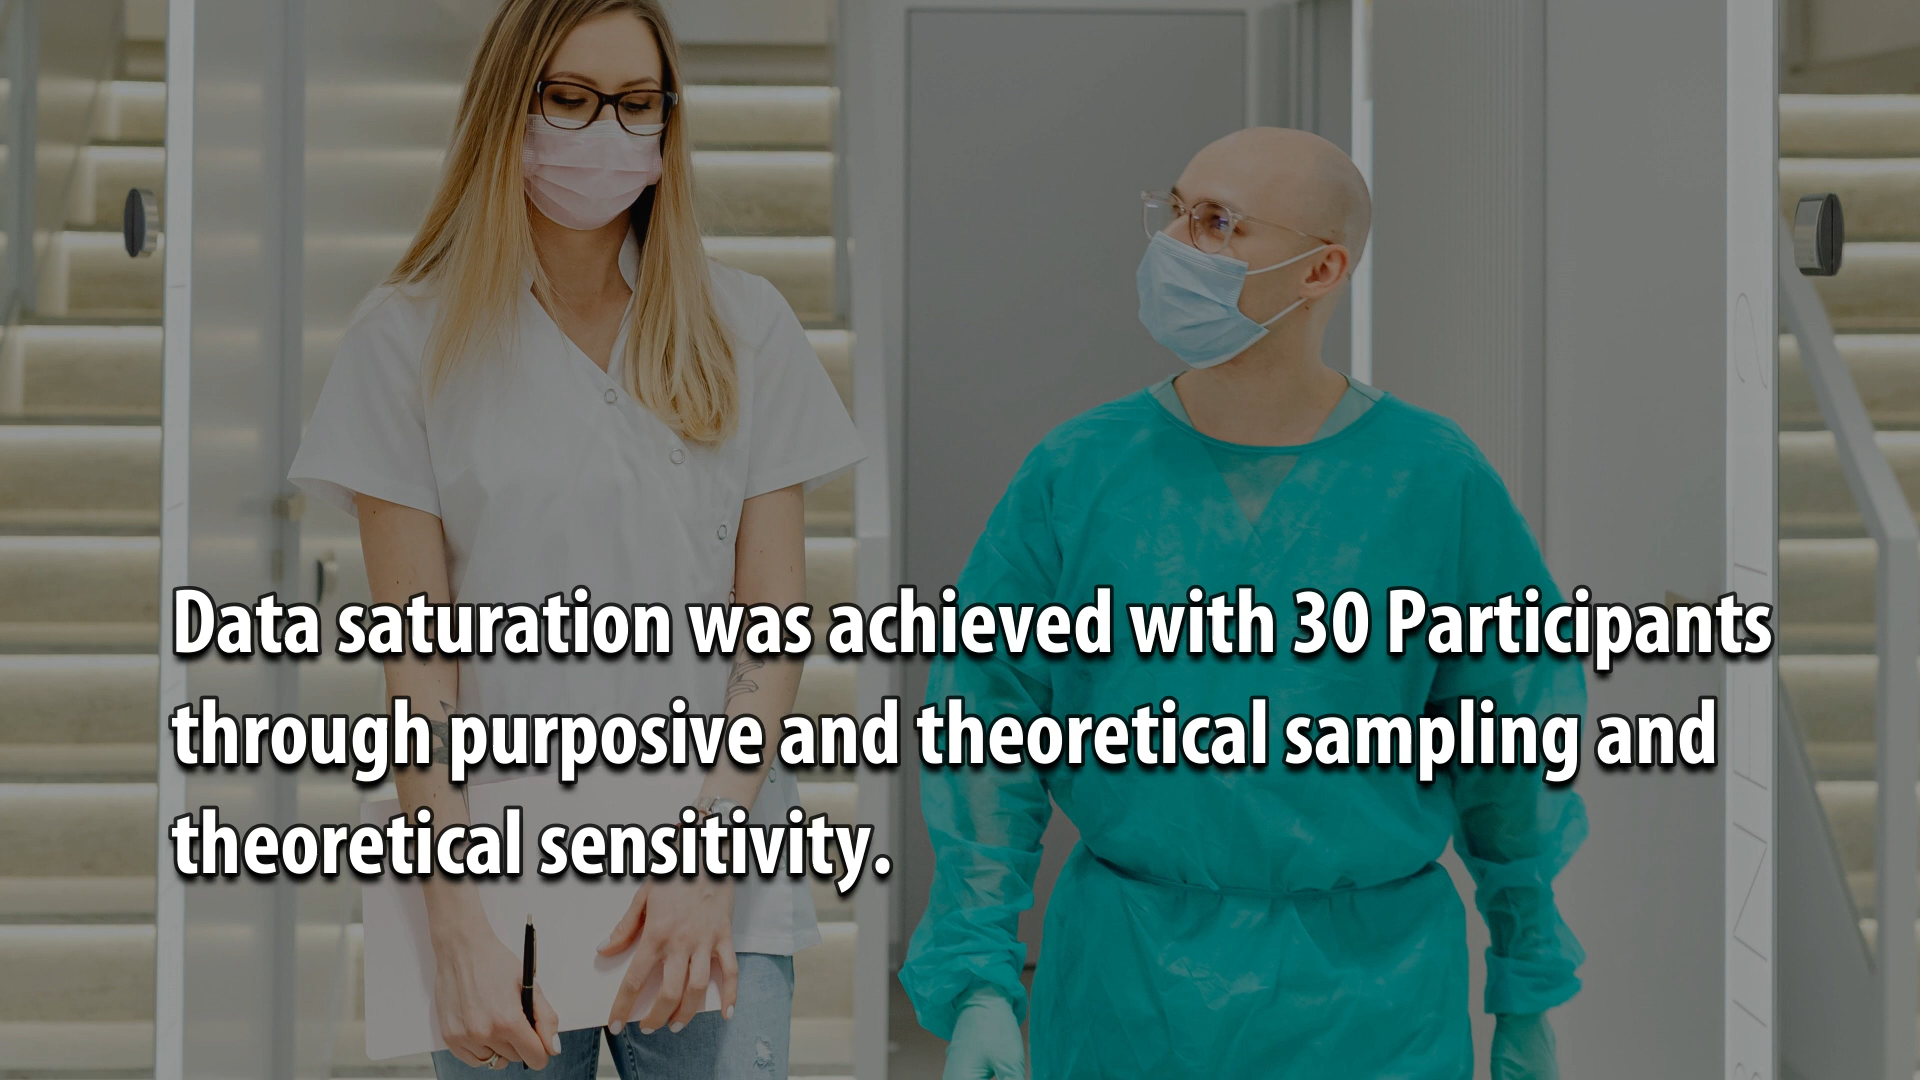 Data saturation was achieved with 30 Participants
through purposive and theoretical sampling and
theoretical sensitivity.